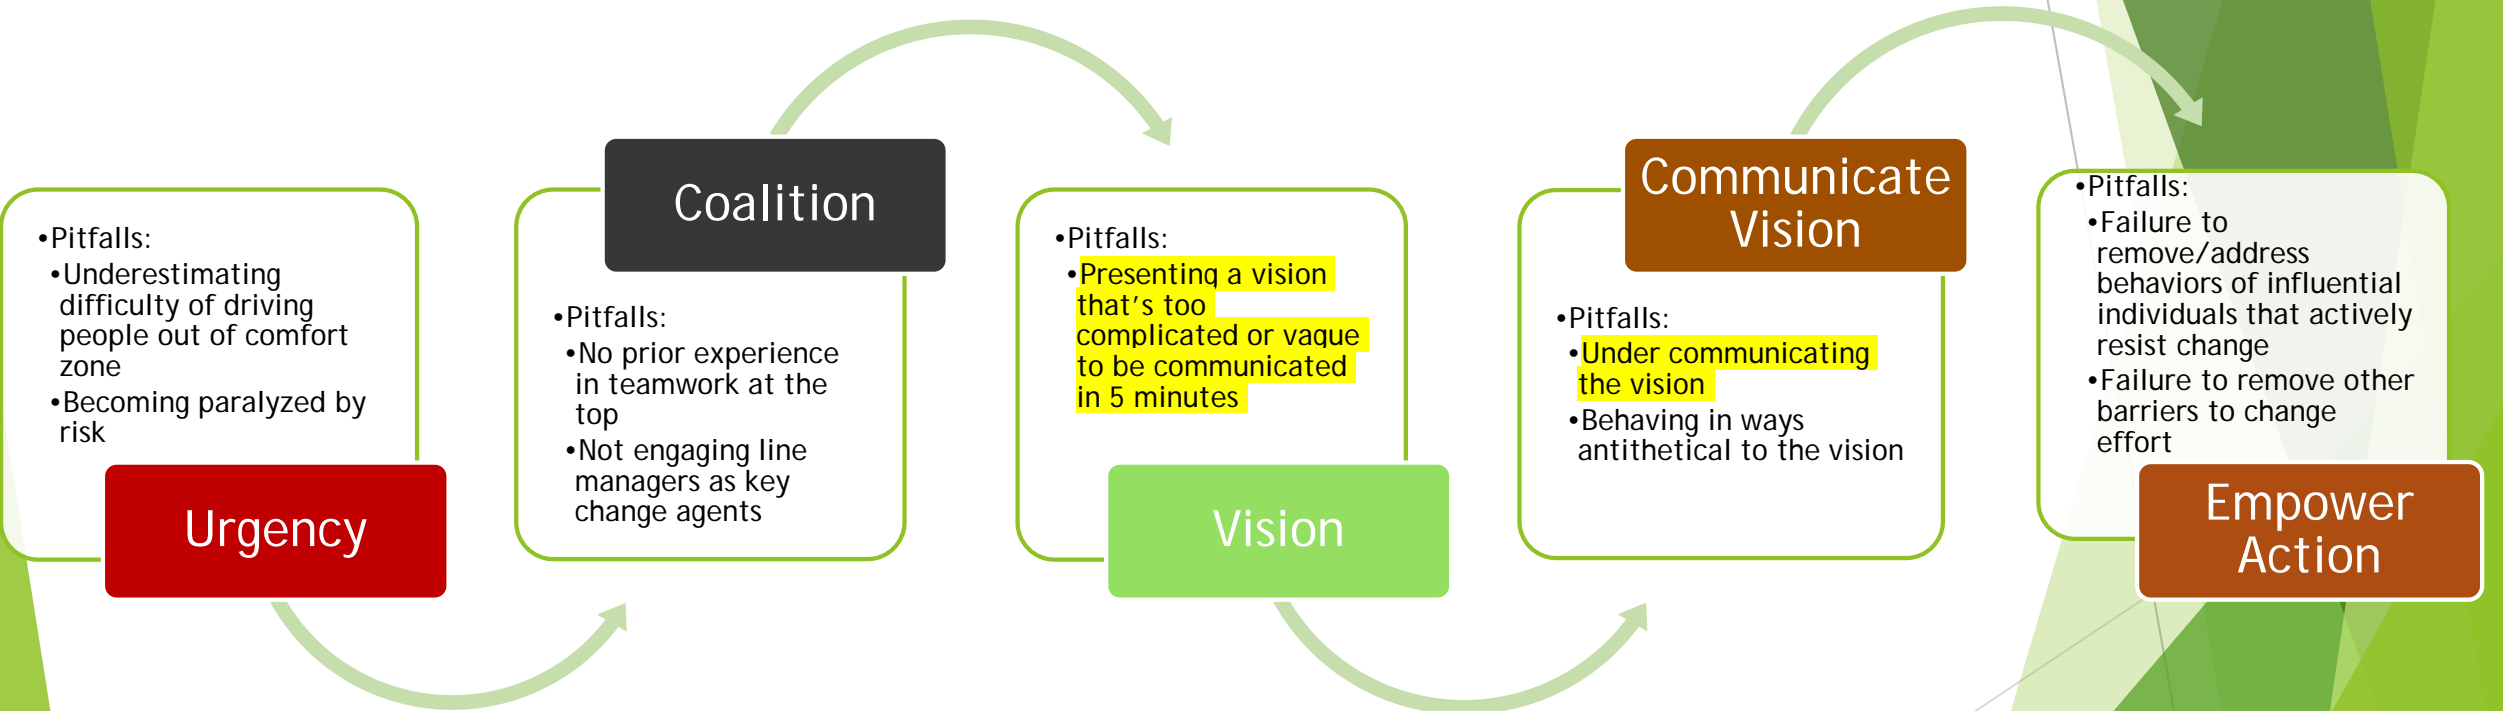 •Pitfalls:
•Underestimating
difficulty of driving
people out of comfort
zone
•Becoming paralyzed by
risk
Urgency
Coalition
•Pitfalls:
•No prior experience
in teamwork at the
top
•Not engaging line
managers as key
change agents
•Pitfalls:
•Presenting a vision
that’s too
complicated or vague
to be communicated
in 5 minutes
Vision
Communicate
Vision
•Pitfalls:
•Under communicating
the vision
•Behaving in ways
antithetical to the vision
•Pitfalls:
•Failure to
remove/address
behaviors of influential
individuals that actively
resist change
•Failure to remove other
barriers to change
effort
Empower
Action